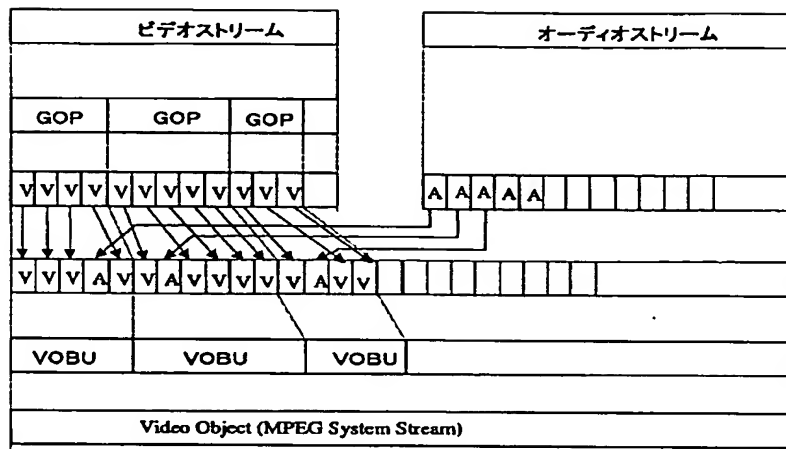 ビデオストリーム
オーディオストリーム
GOP GOP GOP
V V V V V V V V V V V V
A A A A A
V V V A V V A V V V V V A V V
VOBU VOBU VOBU
Video Object (MPEG System Stream)